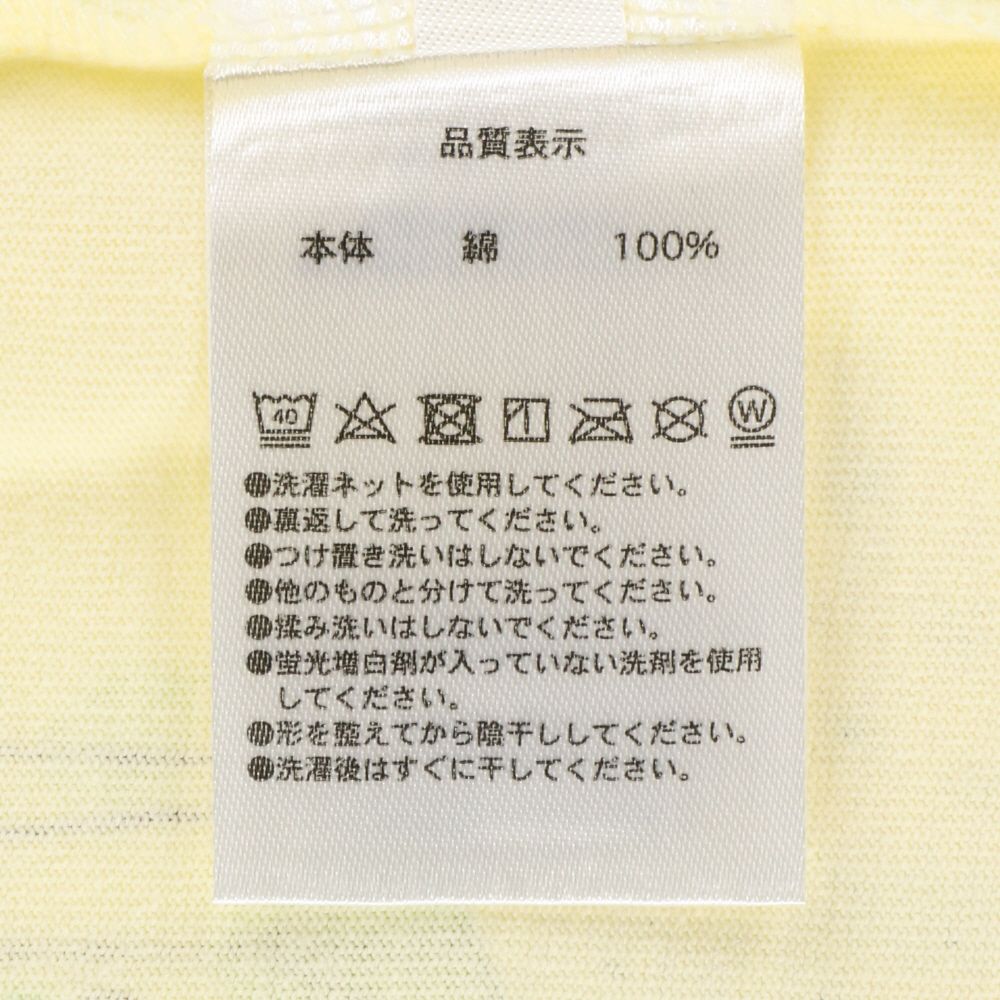 品質表示
本体 綿 100%
40 W
●洗濯ネットを使用してください。
●裏返して洗ってください。
●つけ置き洗いはしないでください。
●他のものと分けて洗ってください。
●揉み洗いはしないでください。
●蛍光増白剤が入っていない洗剤を使用
してください。
●形を整えてから陰干ししてください。
●洗濯後はすぐに干してください。